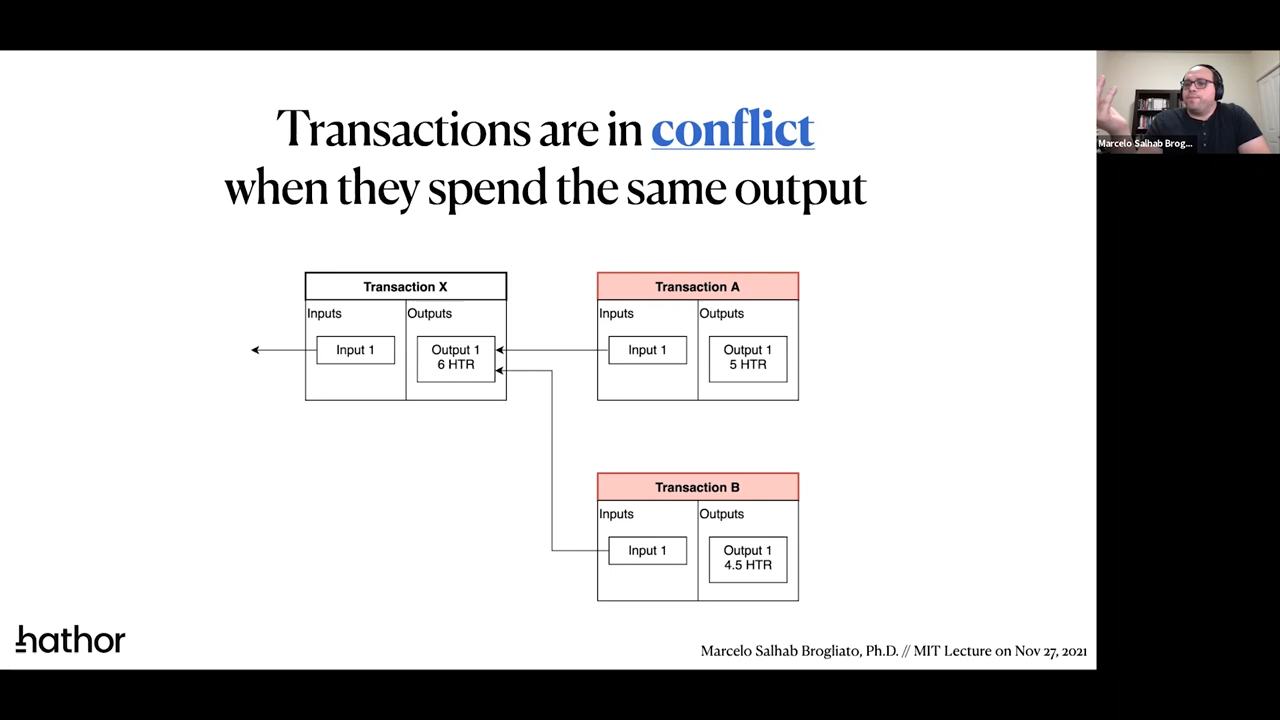 Transactions are in conflict
when they spend the same output
Marcelo Salhab Brog...
Transaction X
Inputs
Outputs
Input 1
Output 1
6 HTR
Transaction A
Inputs
Outputs
Input 1
Output 1
5 HTR
Transaction B
Inputs
Outputs
Input 1
Output 1
4.5 HTR
hathor
Marcelo Salhab Brogliato, Ph.D. // MIT Lecture on Nov 27, 2021